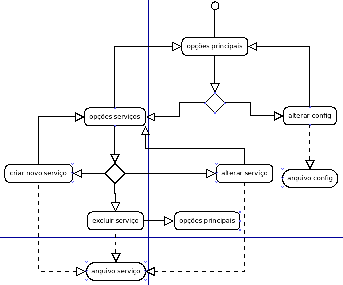 opções principais
opções serviços
alterar config
criar novo serviço
alterar serviço
arquivo config
excluir serviço
opções principais
arquivo serviço